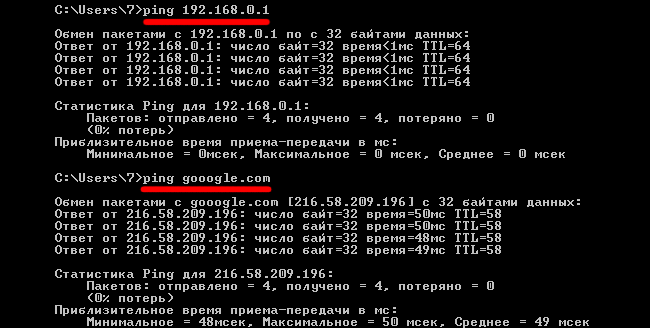 C:\Users\7>ping 192.168.0.1
Обмен пакетами с 192.168.0.1 по с 32 байтами данных:
Ответ от 192.168.0.1: число байт=32 время<1мс TTL=64
Ответ от 192.168.0.1: число байт=32 время<1мс TTL=64
Ответ от 192.168.0.1: число байт=32 время<1мс TTL=64
Ответ от 192.168.0.1: число байт=32 время<1мс TTL=64
Статистика Ping для 192.168.0.1:
Пакетов: отправлено = 4, получено = 4, потеряно = 0
(0% потерь)
Приблизительное время приема-передачи в мс:
Минимальное = 0мсек, Максимальное = 0 мсек, Среднее = 0 мсек
C:\Users\7>ping gooogle.com
Обмен пакетами с gooogle.com [216.58.209.196] с 32 байтами данных:
Ответ от 216.58.209.196: число байт=32 время=50мс TTL=58
Ответ от 216.58.209.196: число байт=32 время=50мс TTL=58
Ответ от 216.58.209.196: число байт=32 время=48мс TTL=58
Ответ от 216.58.209.196: число байт=32 время=49мс TTL=58
Статистика Ping для 216.58.209.196:
Пакетов: отправлено = 4, получено = 4, потеряно = 0
(0% потерь)
Приблизительное время приема-передачи в мс:
Минимальное = 48мсек, Максимальное = 50 мсек, Среднее = 49 мсек